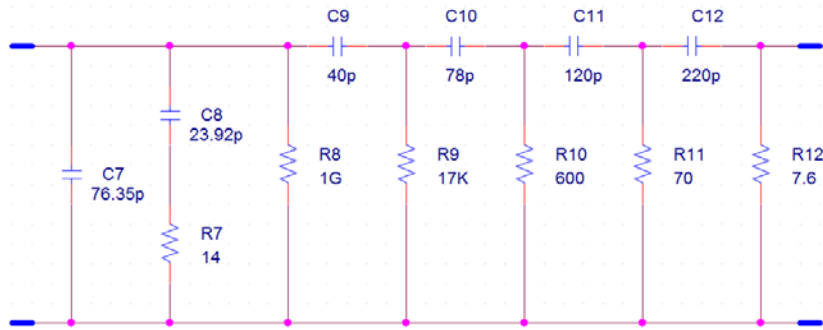 C9
C10
C11
C12
40p
78p
120p
220p
C8
23.92p
C7
76.35p
R8
1G
R9
17K
R10
600
R11
70
R12
7.6
R7
14